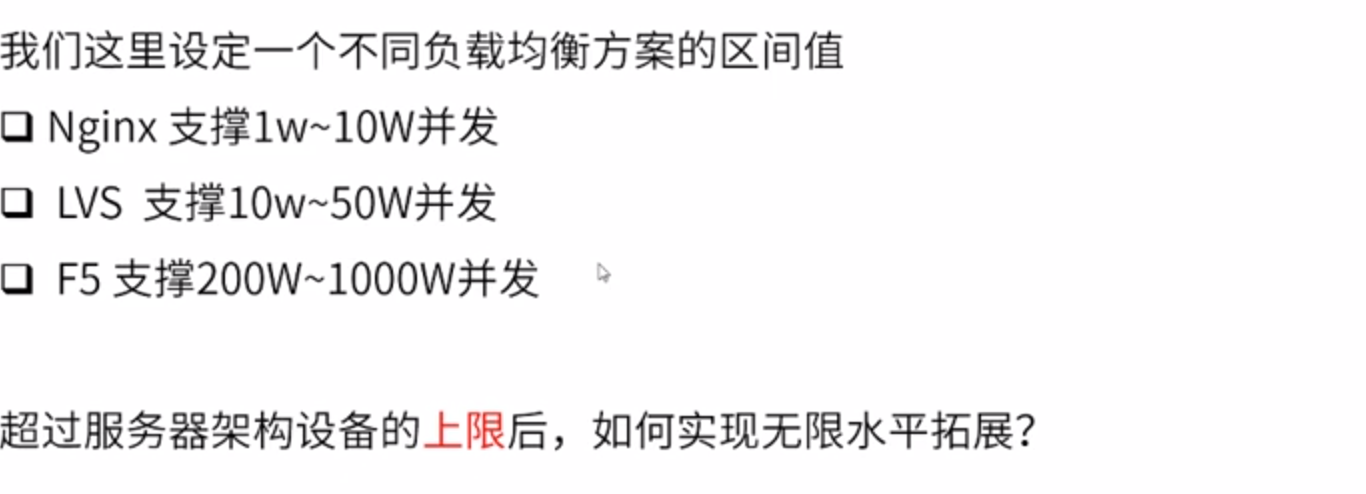 我们这里设定一个不同负载均衡方案的区间值
❑ Nginx 支撑1w~10W并发
❑ LVS 支撑10w~50W并发
❑ F5 支撑200W~1000W并发
超过服务器架构设备的上限后，如何实现无限水平拓展？